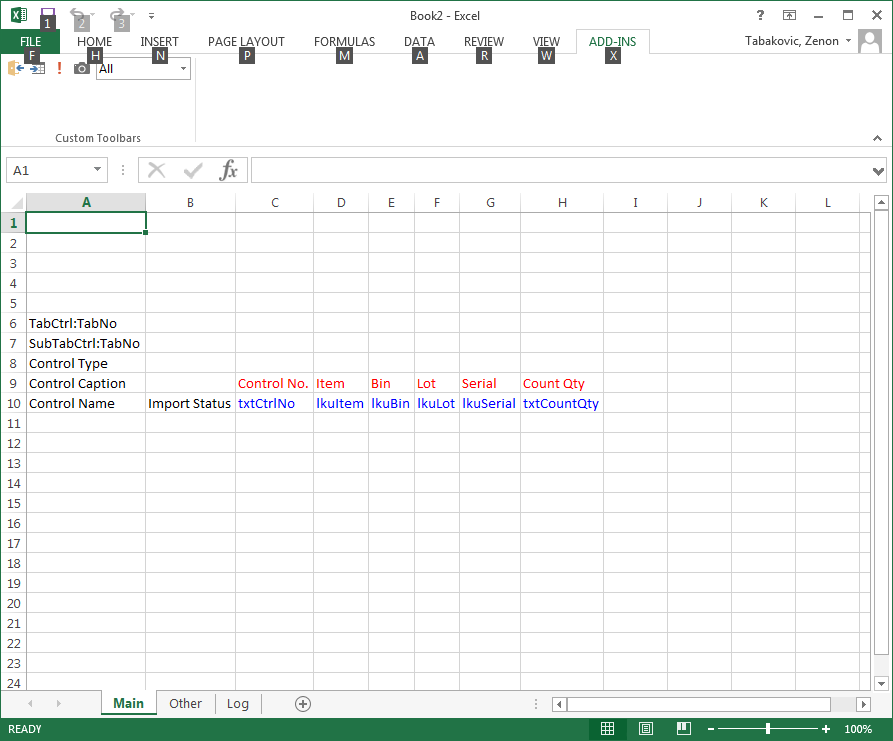 Book2 - Excel
1 2 3
FILE HOME INSERT PAGE LAYOUT FORMULAS DATA REVIEW VIEW ADD-INS Tabakovic, Zenon
F H N P M A R W X
All
Custom Toolbars
A1 fx
A B C D E F G H I J K L
1
2
3
4
5
6 TabCtrl:TabNo
7 SubTabCtrl:TabNo
8 Control Type
9 Control Caption Control No. Item Bin Lot Serial Count Qty
10 Control Name Import Status txtCtrlNo lkuItem lkuBin lkuLot lkuSerial txtCountQty
11
12
13
14
15
16
17
18
19
20
21
22
23
24
Main Other Log
READY 100%